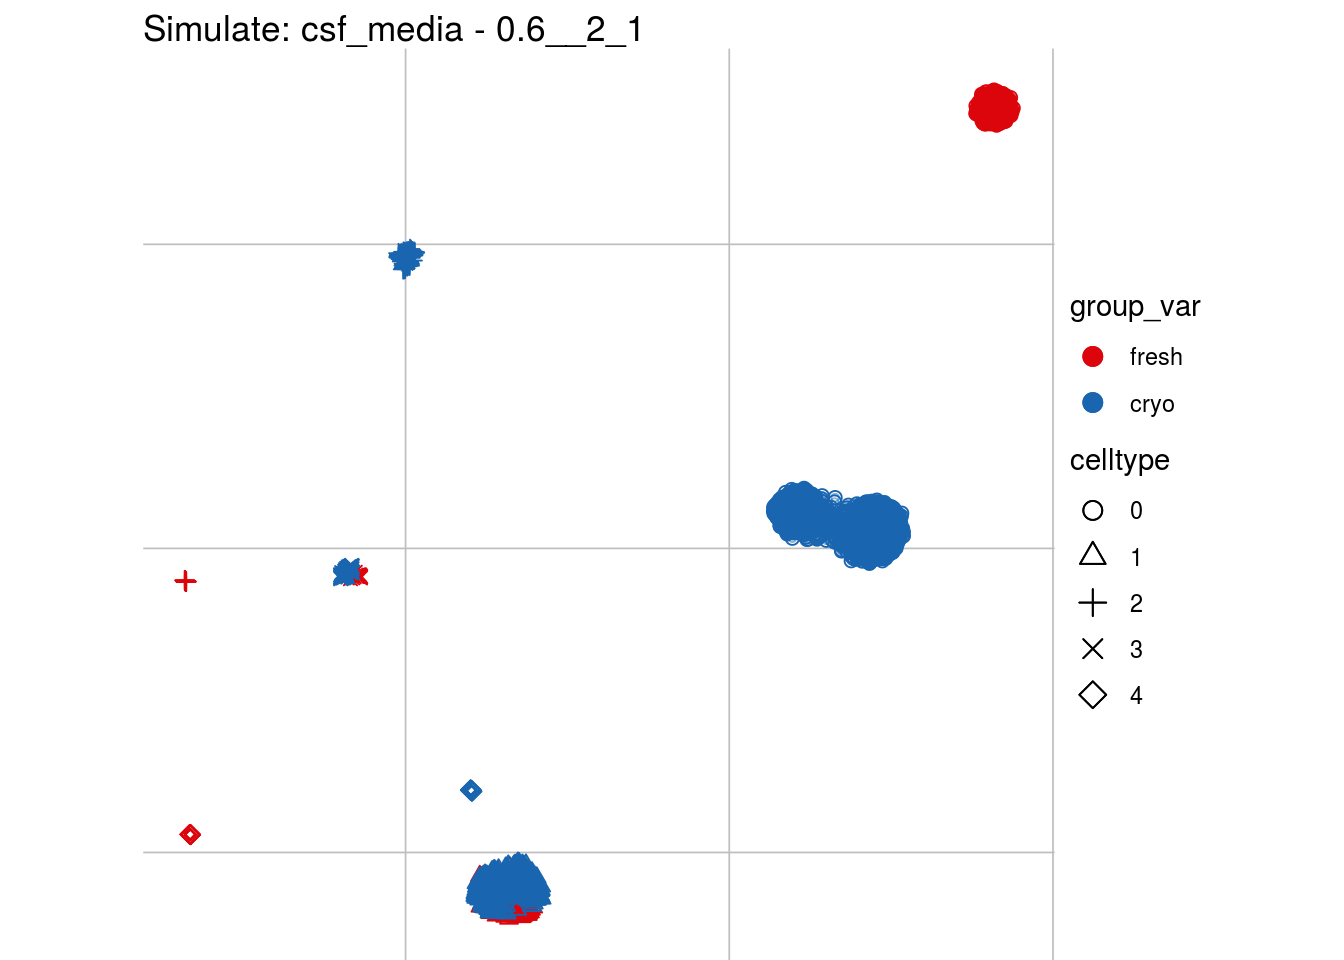 Simulate: csf_media - 0.6__2_1
group_var
fresh
cryo
celltype
0
1
2
3
4